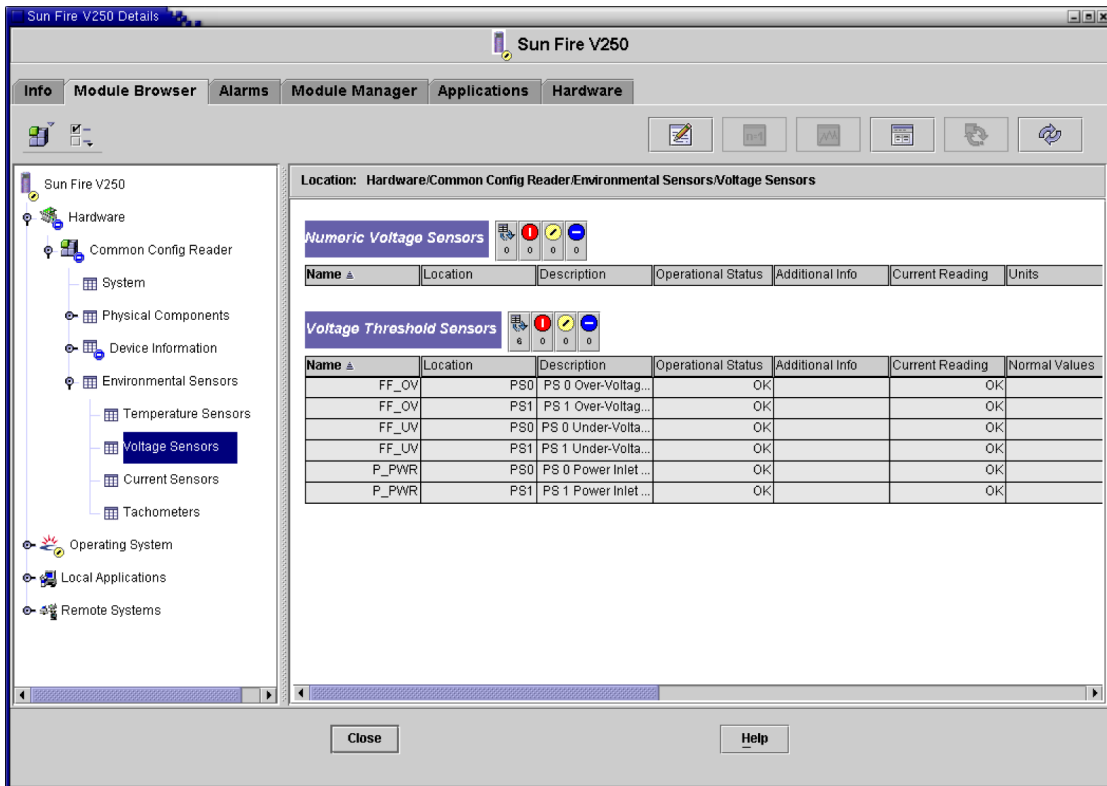 Sun Fire V250 Details
Sun Fire V250
Info Module Browser Alarms Module Manager Applications Hardware
n=1
Sun Fire V250
Hardware
Common Config Reader
System
Physical Components
Device Information
Environmental Sensors
Temperature Sensors
Voltage Sensors
Current Sensors
Tachometers
Operating System
Local Applications
Remote Systems
Location: Hardware/Common Config Reader/Environmental Sensors/Voltage Sensors
Numeric Voltage Sensors 0 0 0 0
Name Location Description Operational Status Additional Info Current Reading Units
Voltage Threshold Sensors 6 0 0 0
Name Location Description Operational Status Additional Info Current Reading Normal Values
FF_OV PS0 PS 0 Over-Voltag... OK OK
FF_OV PS1 PS 1 Over-Voltag... OK OK
FF_UV PS0 PS 0 Under-Volta... OK OK
FF_UV PS1 PS 1 Under-Volta... OK OK
P_PWR PS0 PS 0 Power Inlet ... OK OK
P_PWR PS1 PS 1 Power Inlet ... OK OK
Close Help